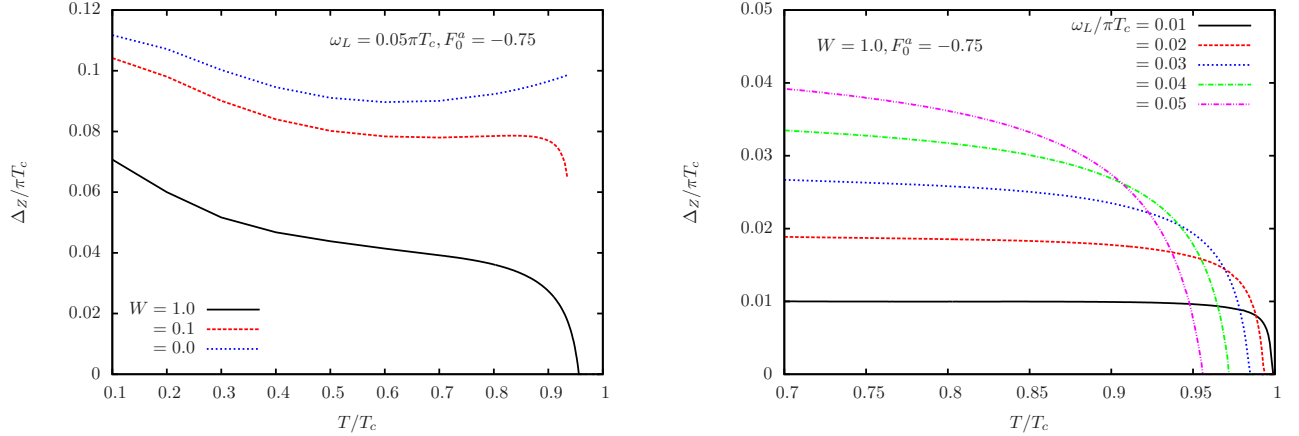 0.12
0.1
0.08
0.06
0.04
0.02
0
Δ_Z/πT_c
ω_L = 0.05πT_c, F_0^a = −0.75
W = 1.0
= 0.1
= 0.0
0.1 0.2 0.3 0.4 0.5 0.6 0.7 0.8 0.9 1
T/T_c
0.05
0.04
0.03
0.02
0.01
0.0
Δ_Z/πT_c
W = 1.0, F_0^a = −0.75
ω_L/πT_c = 0.01
= 0.02
= 0.03
= 0.04
= 0.05
0.7 0.75 0.8 0.85 0.9 0.95 1
T/T_c